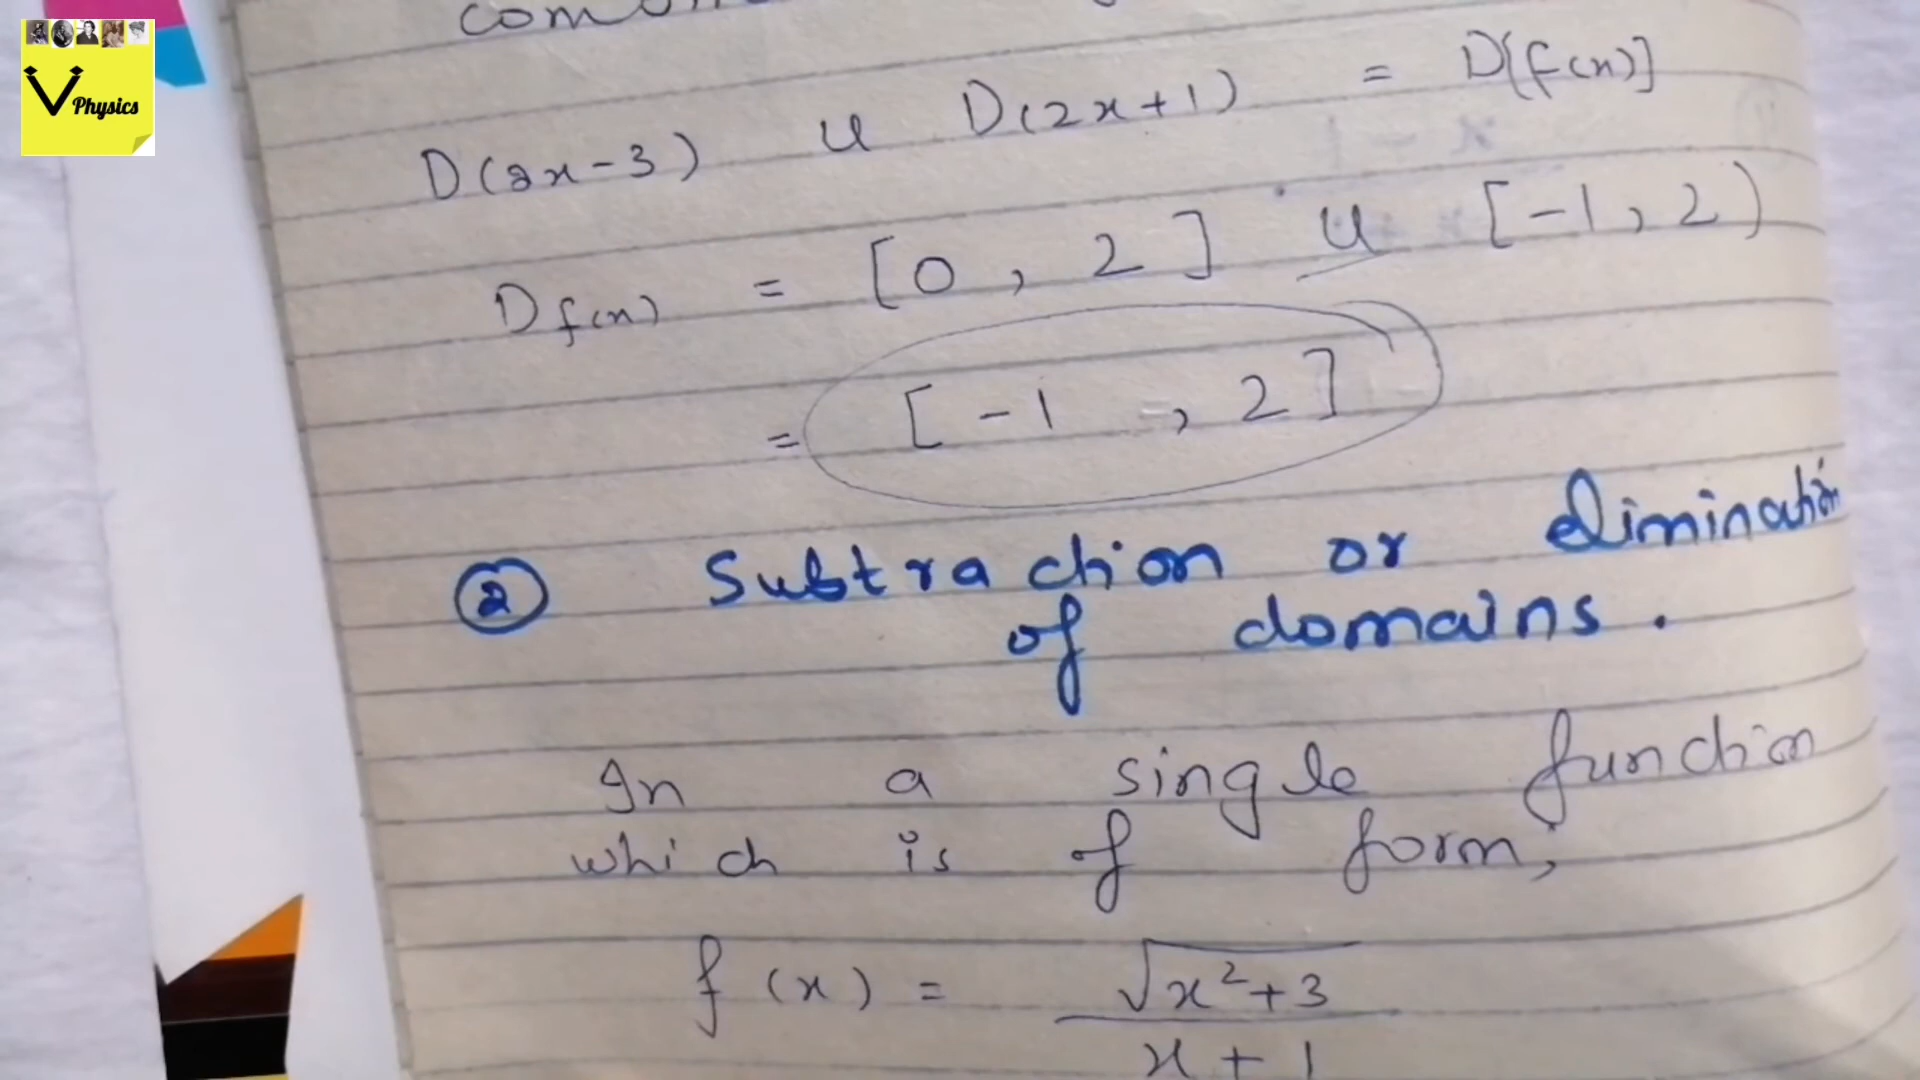 V Physics
D(2x-3) ∪ D(2x+1) = D[f(x)]
D f(x) = [0, 2] ∪ [-1, 2)
= [-1, 2]
② Subtraction or Elimination
of domains.
In a single function
which is of form;
f(x) = √x²+3
x+1